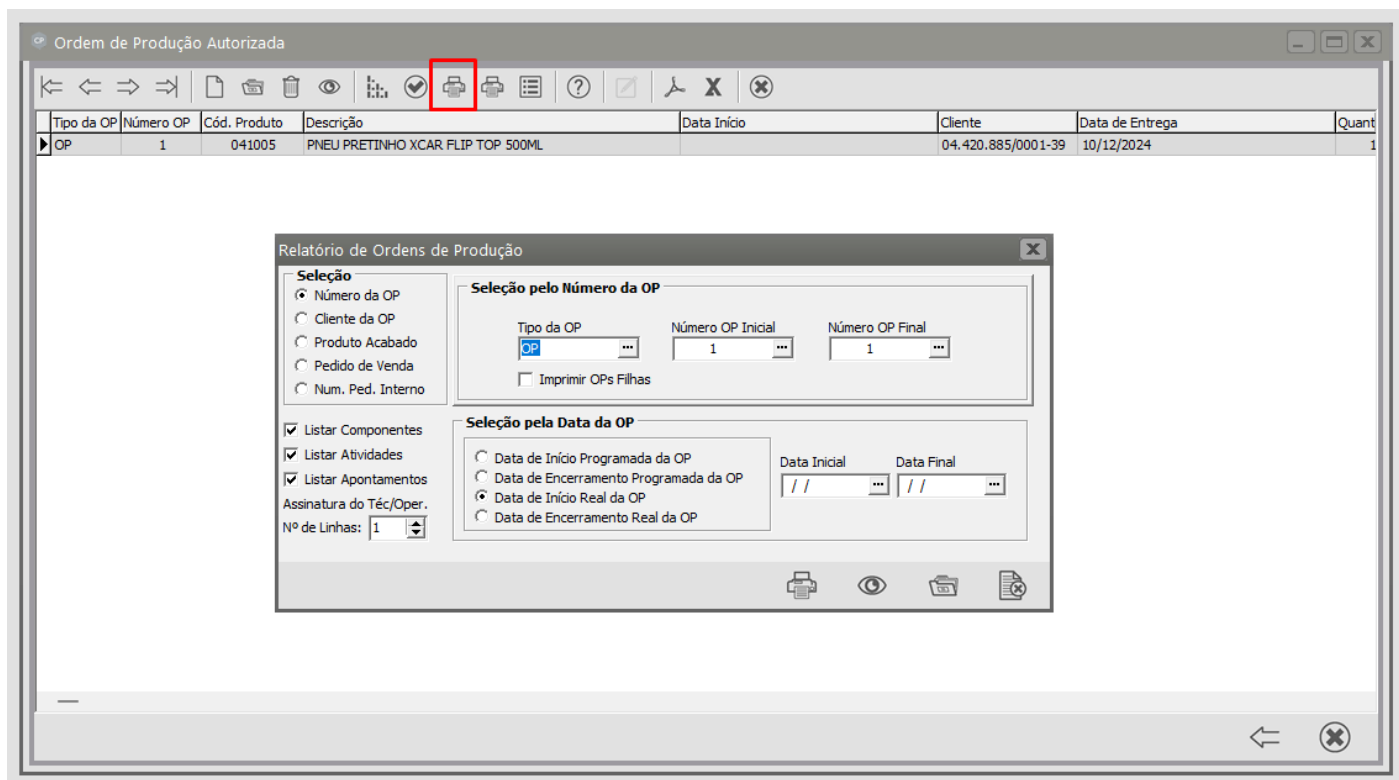 Ordem de Produção Autorizada
Tipo da OP Número OP Cód. Produto Descrição Data Início Cliente Data de Entrega Quant
OP 1 041005 PNEU PRETINHO XCAR FLIP TOP 500ML 04.420.885/0001-39 10/12/2024 1
Relatório de Ordens de Produção
Seleção
Número da OP
Cliente da OP
Produto Acabado
Pedido de Venda
Num. Ped. Interno
Seleção pelo Número da OP
Tipo da OP Número OP Inicial Número OP Final
OP ... 1 ... 1 ...
Imprimir OPs Filhas
Listar Componentes
Listar Atividades
Listar Apontamentos
Assinatura do Téc/Oper.
Nº de Linhas: 1
Seleção pela Data da OP
Data de Início Programada da OP
Data de Encerramento Programada da OP
Data de Início Real da OP
Data de Encerramento Real da OP
Data Inicial Data Final
/ / ... / / ...